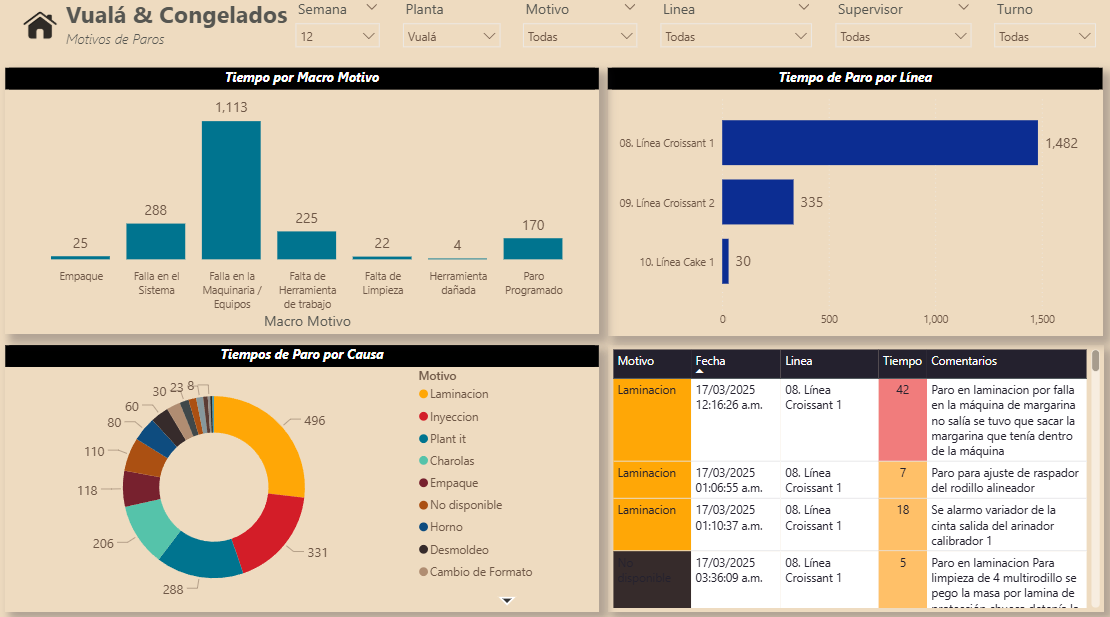 Vualá & Congelados
Motivos de Paros
Semana
12
Planta
Vualá
Motivo
Todas
Linea
Todas
Supervisor
Todas
Turno
Todas
Tiempo por Macro Motivo
1,113
288
225
170
25
22
4
Empaque
Falla en el
Sistema
Falla en la
Maquinaria /
Equipos
Falta de
Herramienta
de trabajo
Falta de
Limpieza
Herramienta
dañada
Paro
Programado
Macro Motivo
Tiempo de Paro por Línea
08. Línea Croissant 1
1,482
09. Línea Croissant 2
335
10. Línea Cake 1
30
0
500
1,000
1,500
Tiempos de Paro por Causa
496
331
288
206
118
110
80
60
30
23
8
Motivo
Laminacion
Inyeccion
Plant it
Charolas
Empaque
No disponible
Horno
Desmoldeo
Cambio de Formato
Motivo Fecha Linea Tiempo Comentarios
Laminacion
17/03/2025
12:16:26 a.m.
08. Línea
Croissant 1
42
Paro en laminacion por falla
en la máquina de margarina
no salía se tuvo que sacar la
margarina que tenía dentro
de la máquina
Laminacion
17/03/2025
01:06:55 a.m.
08. Línea
Croissant 1
7
Paro para ajuste de raspador
del rodillo alineador
Laminacion
17/03/2025
01:10:37 a.m.
08. Línea
Croissant 1
18
Se alarmo variador de la
cinta salida del arinador
calibrador 1
No
disponible
17/03/2025
03:36:09 a.m.
08. Línea
Croissant 1
5
Paro en laminacion Para
limpieza de 4 multirodillo se
pego la masa por lamina de